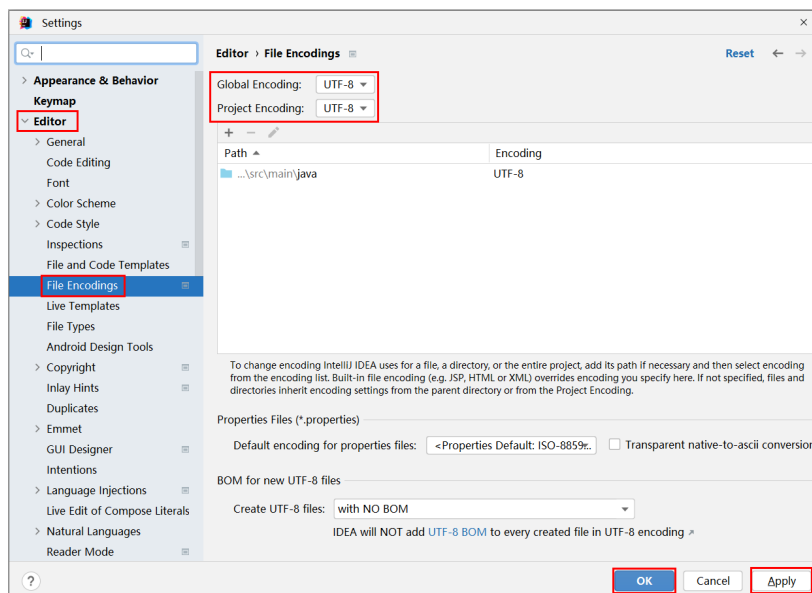 Settings
Editor › File Encodings
Reset
Appearance & Behavior
Keymap
Editor
General
Code Editing
Font
Color Scheme
Code Style
Inspections
File and Code Templates
File Encodings
Live Templates
File Types
Android Design Tools
Copyright
Inlay Hints
Duplicates
Emmet
GUI Designer
Intentions
Language Injections
Live Edit of Compose Literals
Natural Languages
Reader Mode
Global Encoding: UTF-8
Project Encoding: UTF-8
Path Encoding
...\src\main\java UTF-8
To change encoding IntelliJ IDEA uses for a file, a directory, or the entire project, add its path if necessary and then select encoding
from the encoding list. Built-in file encoding (e.g. JSP, HTML or XML) overrides encoding you specify here. If not specified, files and
directories inherit encoding settings from the parent directory or from the Project Encoding.
Properties Files (*.properties)
Default encoding for properties files: <Properties Default: ISO-8859 Transparent native-to-ascii conversion
BOM for new UTF-8 files
Create UTF-8 files: with NO BOM
IDEA will NOT add UTF-8 BOM to every created file in UTF-8 encoding ↗
? OK Cancel Apply